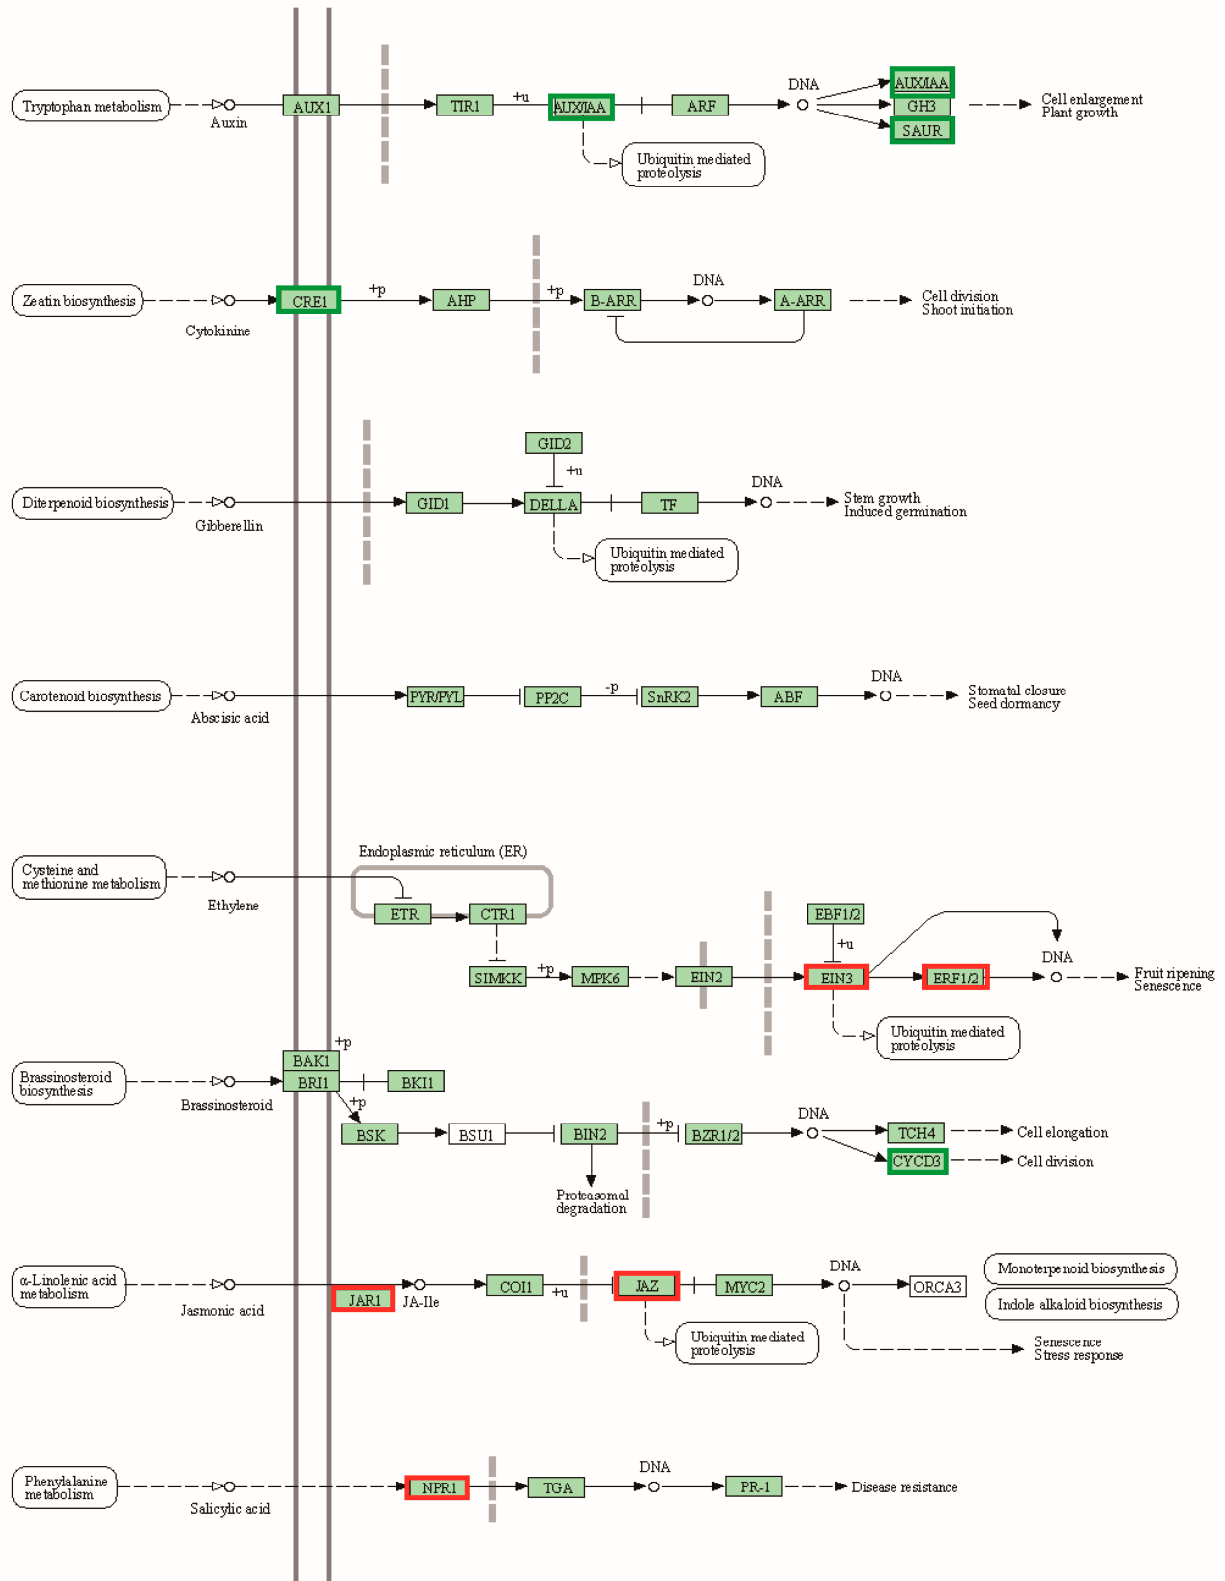 Tryptophan metabolism
Auxin
AUX1
TIR1
+u
AUX/IAA
ARF
DNA
AUX/IAA
GH3
SAUR
Cell enlargement
Plant growth
Ubiquitin mediated
proteolysis
Zeatin biosynthesis
Cytokinine
CRE1
+p
AHP
+p
B-ARR
DNA
A-ARR
Cell division
Shoot initiation
GID2
+u
Diterpenoid biosynthesis
Gibberellin
GID1
DELLA
TF
DNA
Stem growth
Induced germination
Ubiquitin mediated
proteolysis
Carotenoid biosynthesis
Abscisic acid
PYR/PYL
PP2C
-p
SnRK2
ABF
DNA
Stomatal closure
Seed dormancy
Cysteine and
methionine metabolism
Ethylene
Endoplasmic reticulum (ER)
ETR
CTR1
SIMKK
+p
MPK6
EIN2
EBF1/2
+u
EIN3
ERF1/2
DNA
Fruit ripening
Senescence
Ubiquitin mediated
proteolysis
Brassinosteroid
biosynthesis
Brassinosteroid
BAK1
+p
BRI1
BKI1
+p
BSK
BSU1
BIN2
+p
BZR1/2
DNA
TCH4
Cell elongation
CYCD3
Cell division
Proteasomal
degradation
α-Linolenic acid
metabolism
Jasmonic acid
JAR1
JA-Ile
COI1
+u
JAZ
MYC2
DNA
ORCA3
Monoterpenoid biosynthesis
Indole alkaloid biosynthesis
Ubiquitin mediated
proteolysis
Senescence
Stress response
Phenylalanine
metabolism
Salicylic acid
NPR1
TGA
DNA
PR-1
Disease resistance